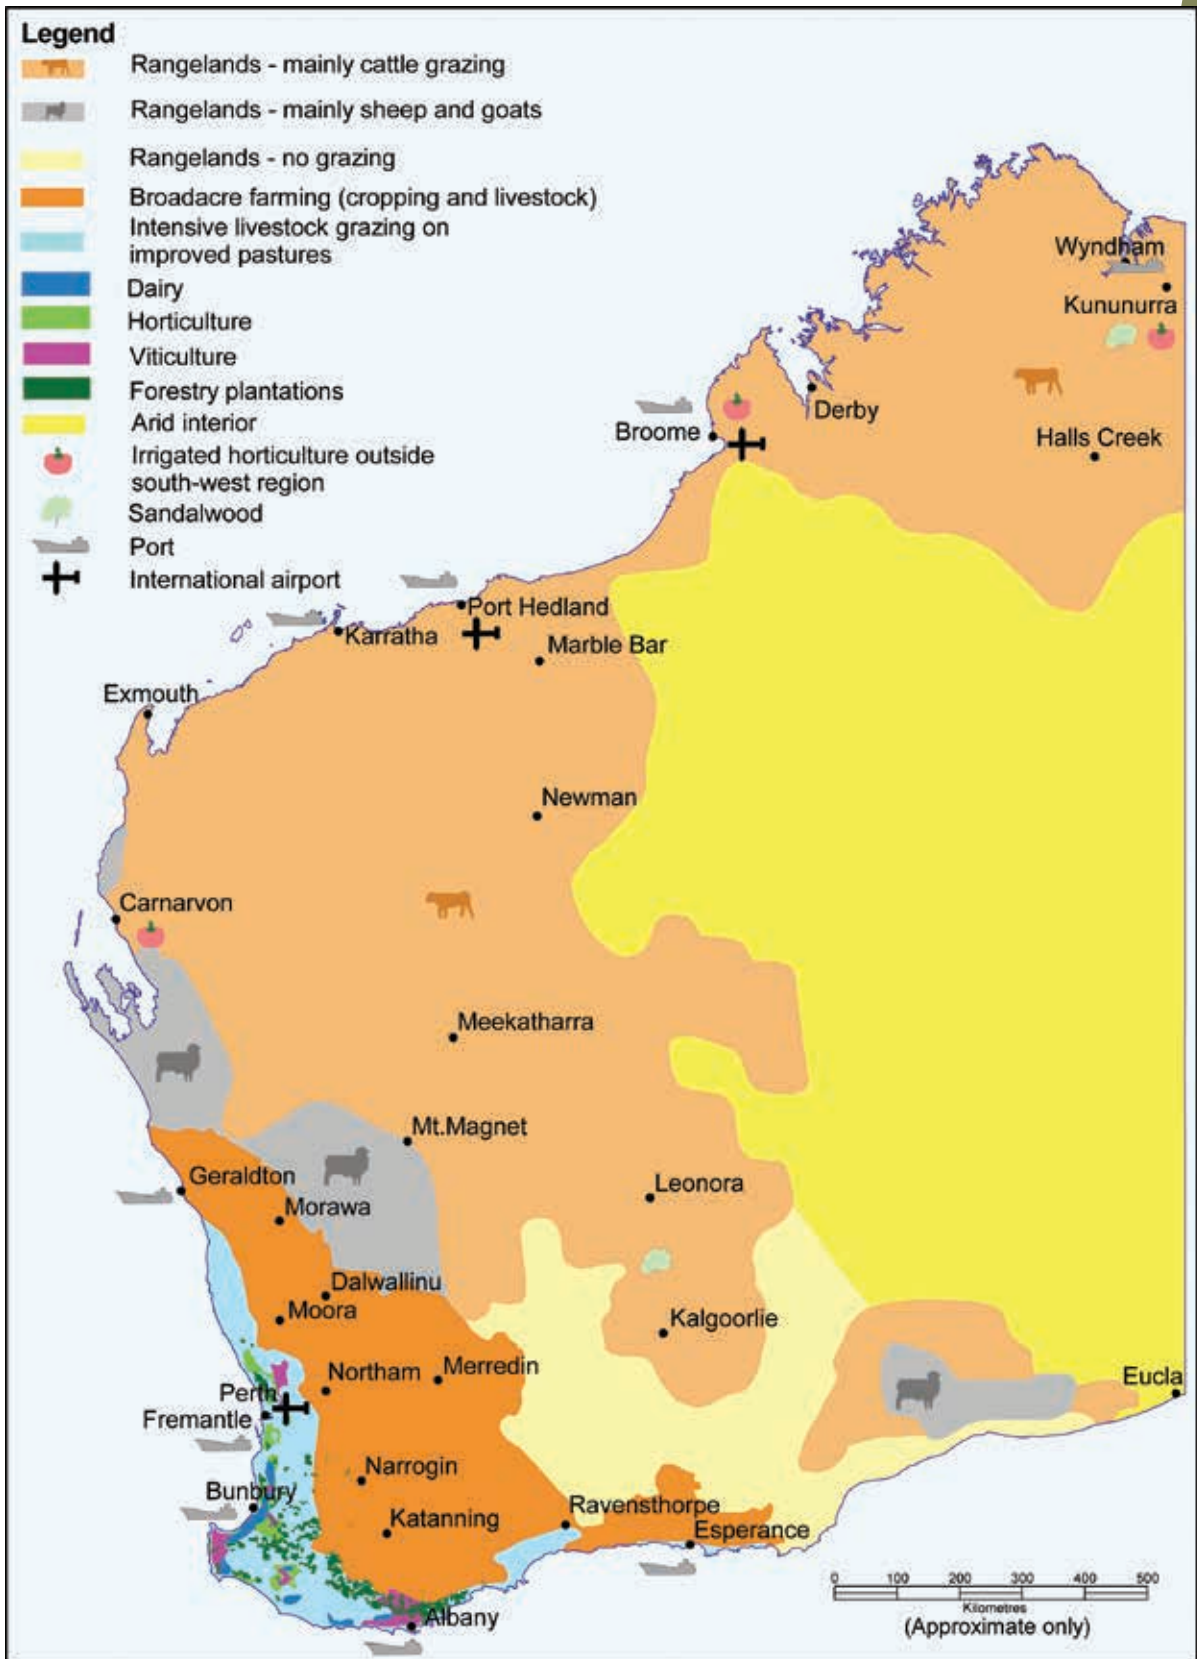 Legend
Rangelands - mainly cattle grazing
Rangelands - mainly sheep and goats
Rangelands - no grazing
Broadacre farming (cropping and livestock)
Intensive livestock grazing on
improved pastures
Dairy
Horticulture
Viticulture
Forestry plantations
Arid interior
Irrigated horticulture outside
south-west region
Sandalwood
Port
International airport
Wyndham
Kununurra
Derby
Broome
Halls Creek
Port Hedland
Karratha
Marble Bar
Exmouth
Newman
Carnarvon
Meekatharra
Mt.Magnet
Geraldton
Leonora
Morawa
Dalwallinu
Moora
Kalgoorlie
Northam
Merredin
Eucla
Perth
Fremantle
Narrogin
Bunbury
Ravensthorpe
Katanning
Esperance
Albany
0 100 200 300 400 500
Kilometres
(Approximate only)